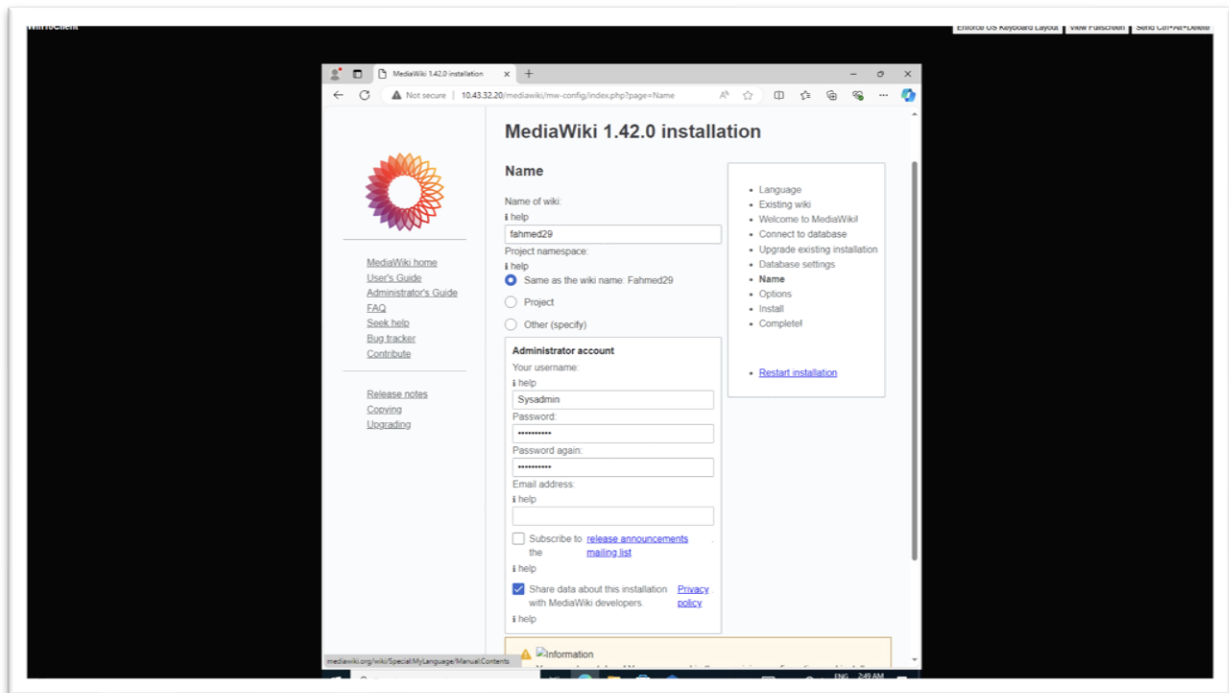 Win10Client
Enforce US Keyboard Layout View Fullscreen Send Ctrl+Alt+Delete
MediaWiki 1.42.0 installation
Not secure 10.43.32.20/mediawiki/mw-config/index.php?page=Name
MediaWiki 1.42.0 installation
Name
Name of wiki:
help
fahmed29
Project namespace:
help
Same as the wiki name: Fahmed29
Project
Other (specify)
Administrator account
Your username:
help
Sysadmin
Password:
••••••••••
Password again:
••••••••••
Email address:
help
Subscribe to the release announcements mailing list.
help
Share data about this installation with MediaWiki developers. Privacy policy.
help
Information
MediaWiki home
User's Guide
Administrator's Guide
FAQ
Seek help
Bug tracker
Contribute
Release notes
Copying
Upgrading
Language
Existing wiki
Welcome to MediaWiki!
Connect to database
Upgrade existing installation
Database settings
Name
Options
Install
Complete!
Restart installation
mediawiki.org/wiki/Special:MyLanguage/Manual:Contents
ENG 2:49 AM